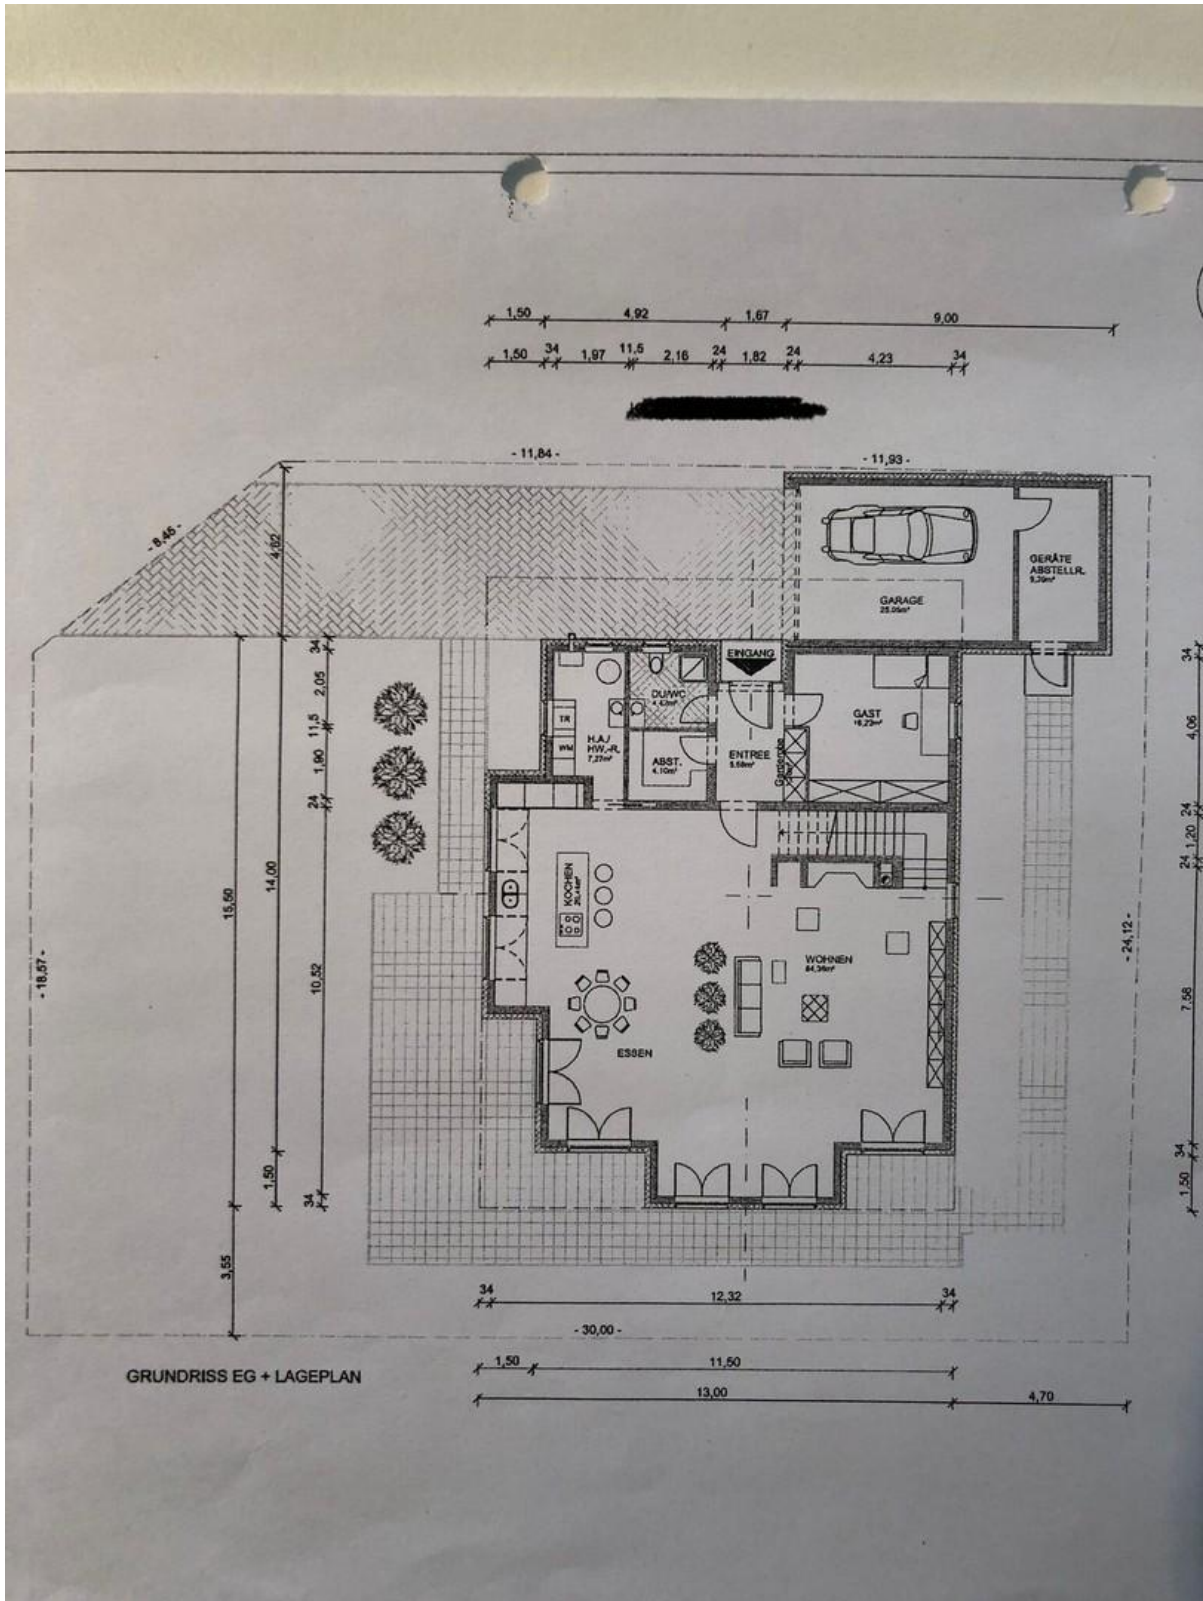 1,50 4,92 1,67 9,00
1,50 34 1,97 11,5 2,16 24 1,82 24 4,23 34
- 11,84 -
- 11,93 -
- 8,45 -
4,62
GERÄTE
ABSTELLR.
GARAGE
EINGANG
DU/WC
GAST
TR
WM
H.A./
HW.-R.
7,27m²
ABST.
4,10m²
ENTREE
Garderobe
KOCHEN
WOHNEN
ESSEN
34
2,05
11,5
1,90
24
10,52
34
14,00
1,50
15,50
3,55
- 18,57 -
34
4,06
24
1,20
24
7,58
34
1,50
- 24,12 -
34 12,32 34
- 30,00 -
1,50 11,50
13,00 4,70
GRUNDRISS EG + LAGEPLAN